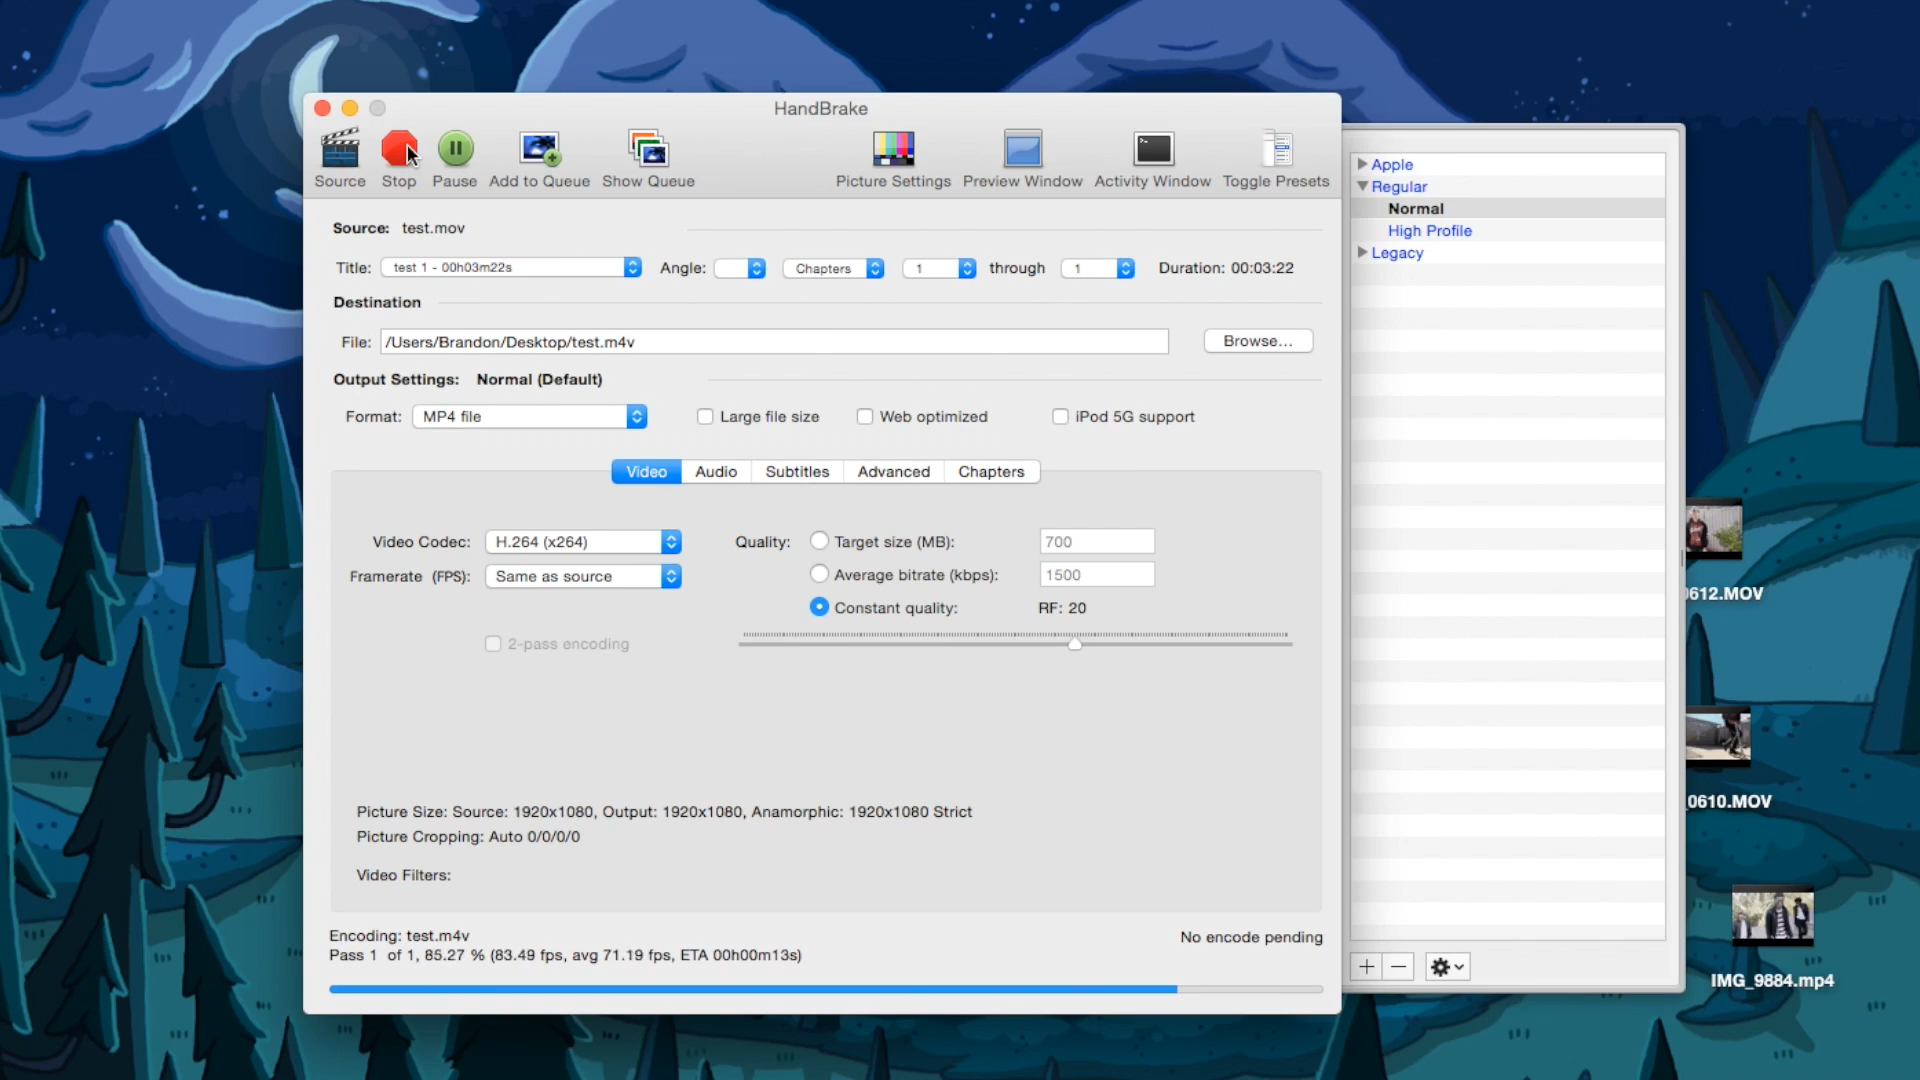 HandBrake
Source Stop Pause Add to Queue Show Queue Picture Settings Preview Window Activity Window Toggle Presets
Source: test.mov
Title: test 1 - 00h03m22s Angle: Chapters 1 through 1 Duration: 00:03:22
Destination
File: /Users/Brandon/Desktop/test.m4v Browse...
Output Settings: Normal (Default)
Format: MP4 file Large file size Web optimized iPod 5G support
Video Audio Subtitles Advanced Chapters
Video Codec: H.264 (x264) Quality: Target size (MB): 700
Framerate (FPS): Same as source Average bitrate (kbps): 1500
Constant quality: RF: 20
2-pass encoding
Picture Size: Source: 1920x1080, Output: 1920x1080, Anamorphic: 1920x1080 Strict
Picture Cropping: Auto 0/0/0/0
Video Filters:
Encoding: test.m4v No encode pending
Pass 1 of 1, 85.27 % (83.49 fps, avg 71.19 fps, ETA 00h00m13s)
Apple
Regular
Normal
High Profile
Legacy
0612.MOV
0610.MOV
IMG_9884.mp4